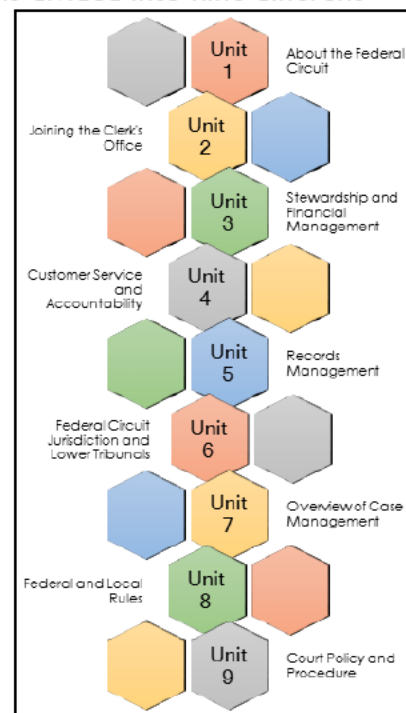 Unit
1
About the Federal
Circuit
Joining the Clerk's
Office
Unit
2
Unit
3
Stewardship and
Financial
Management
Customer Service
and
Accountability
Unit
4
Unit
5
Records
Management
Federal Circuit
Jurisdiction and
Lower Tribunals
Unit
6
Unit
7
Overview of Case
Management
Federal and Local
Rules
Unit
8
Unit
9
Court Policy and
Procedure